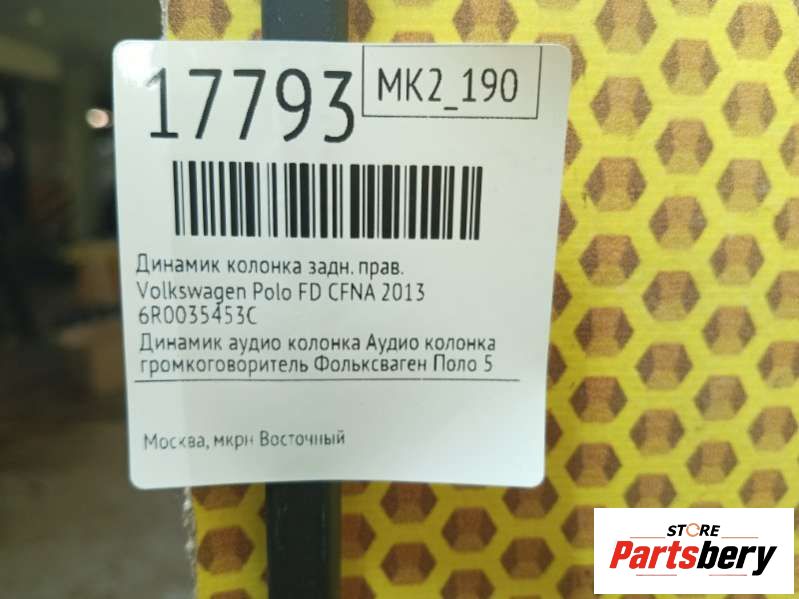 17793
MK2_190
Динамик колонка задн. прав.
Volkswagen Polo FD CFNA 2013
6R0035453C
Динамик аудио колонка Аудио колонка
громкоговоритель Фольксваген Поло 5
Москва, мкрн Восточный
STORE
Partsbery